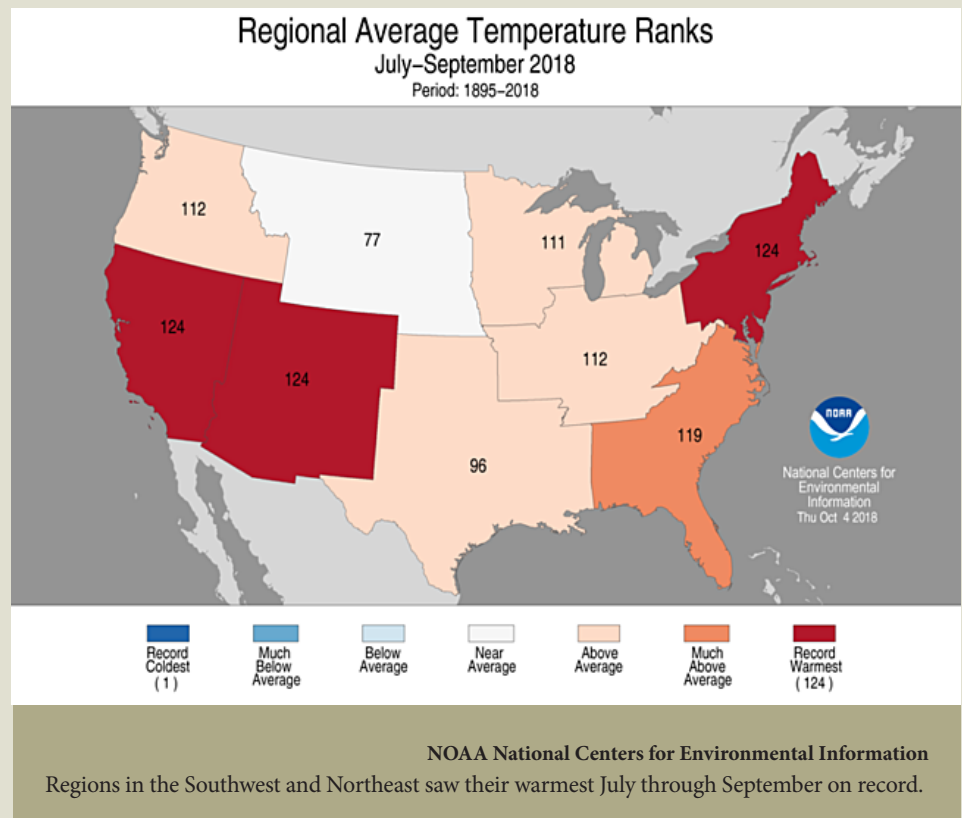 Regional Average Temperature Ranks
July–September 2018
Period: 1895–2018
112
77
111
124
124
124
112
119
96
NOAA
National Centers for
Environmental
Information
Thu Oct 4 2018
Record
Coldest
( 1 )
Much
Below
Average
Below
Average
Near
Average
Above
Average
Much
Above
Average
Record
Warmest
( 124 )
NOAA National Centers for Environmental Information
Regions in the Southwest and Northeast saw their warmest July through September on record.